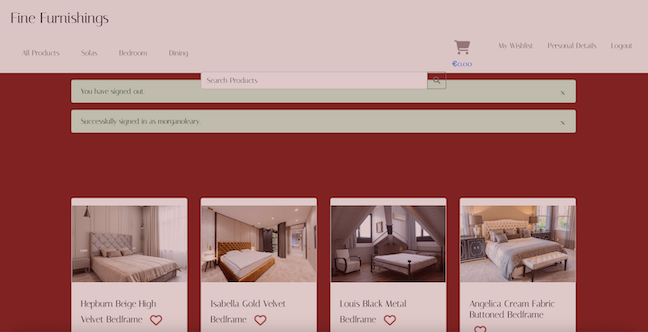 Fine Furnishings
All Products Sofas Bedroom Dining
My Wishlist Personal Details Logout
€0.00
Search Products
You have signed out.
×
Successfully signed in as morganoleary.
×
Hepburn Beige High
Velvet Bedframe
Isabella Gold Velvet
Bedframe
Louis Black Metal
Bedframe
Angelica Cream Fabric
Buttoned Bedframe